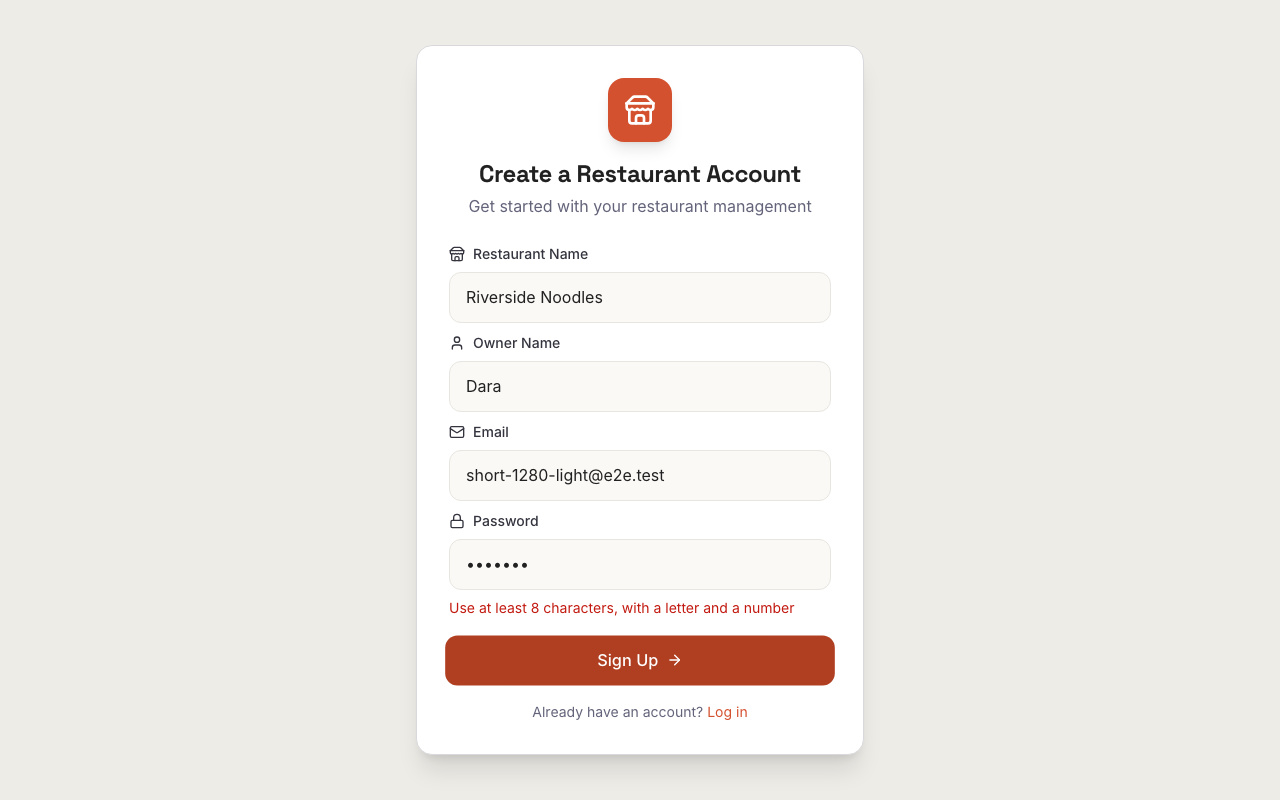 Create a Restaurant Account
Get started with your restaurant management
Restaurant Name
Riverside Noodles
Owner Name
Dara
Email
short-1280-light@e2e.test
Password
•••••••
Use at least 8 characters, with a letter and a number
Sign Up →
Already have an account? Log in